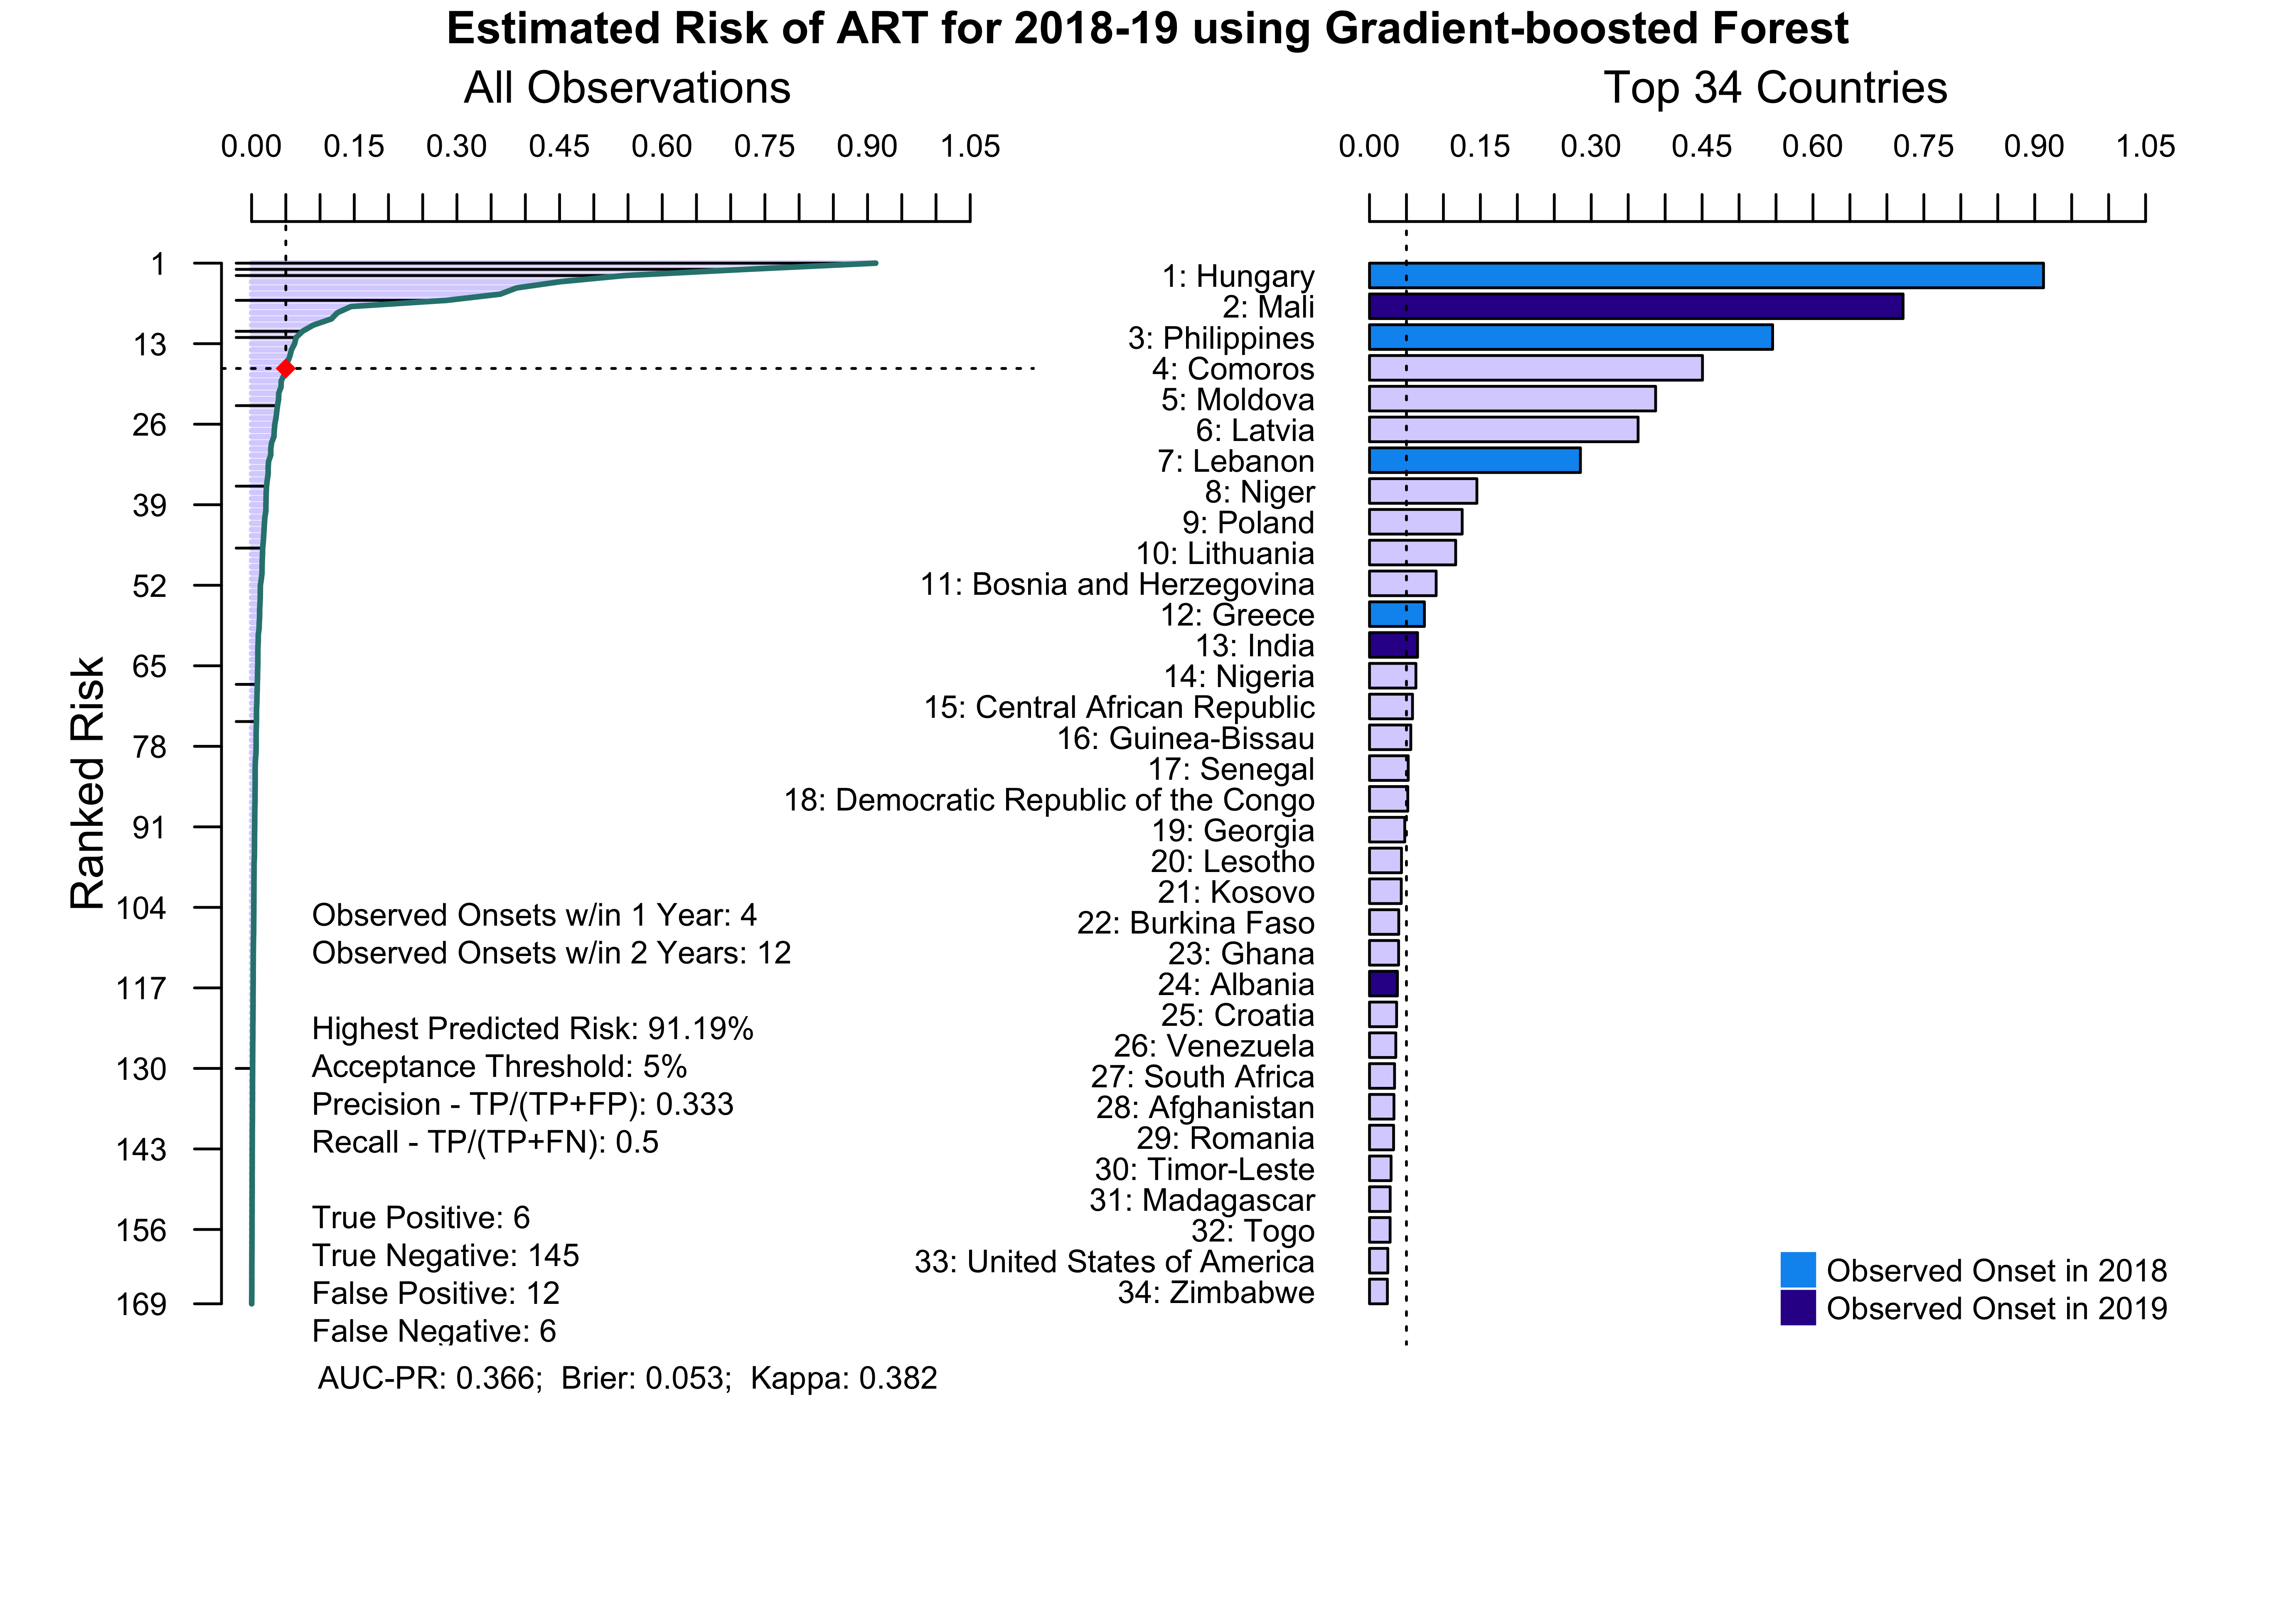 Estimated Risk of ART for 2018-19 using Gradient-boosted Forest
All Observations
0.00 0.15 0.30 0.45 0.60 0.75 0.90 1.05
Ranked Risk
1
13
26
39
52
65
78
91
104
117
130
143
156
169
Observed Onsets w/in 1 Year: 4
Observed Onsets w/in 2 Years: 12
Highest Predicted Risk: 91.19%
Acceptance Threshold: 5%
Precision - TP/(TP+FP): 0.333
Recall - TP/(TP+FN): 0.5
True Positive: 6
True Negative: 145
False Positive: 12
False Negative: 6
AUC-PR: 0.366; Brier: 0.053; Kappa: 0.382
Top 34 Countries
0.00 0.15 0.30 0.45 0.60 0.75 0.90 1.05
1: Hungary
2: Mali
3: Philippines
4: Comoros
5: Moldova
6: Latvia
7: Lebanon
8: Niger
9: Poland
10: Lithuania
11: Bosnia and Herzegovina
12: Greece
13: India
14: Nigeria
15: Central African Republic
16: Guinea-Bissau
17: Senegal
18: Democratic Republic of the Congo
19: Georgia
20: Lesotho
21: Kosovo
22: Burkina Faso
23: Ghana
24: Albania
25: Croatia
26: Venezuela
27: South Africa
28: Afghanistan
29: Romania
30: Timor-Leste
31: Madagascar
32: Togo
33: United States of America
34: Zimbabwe
Observed Onset in 2018
Observed Onset in 2019